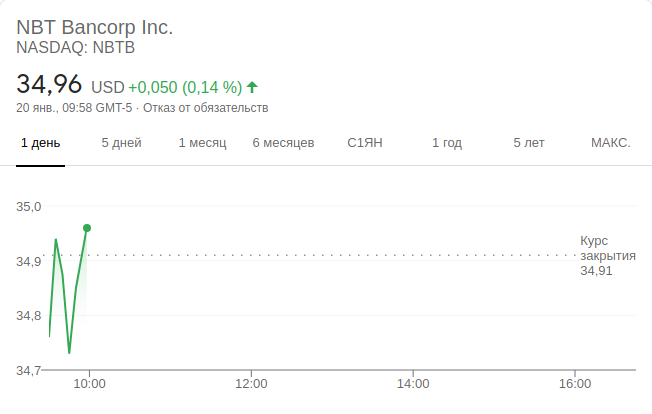 NBT Bancorp Inc.
NASDAQ: NBTB
34,96 USD +0,050 (0,14 %)
20 янв., 09:58 GMT-5 · Отказ от обязательств
1 день 5 дней 1 месяц 6 месяцев С1ЯН 1 год 5 лет МАКС.
35,0
Курс
34,9 закрытия
34,91
34,8
34,7
10:00 12:00 14:00 16:00